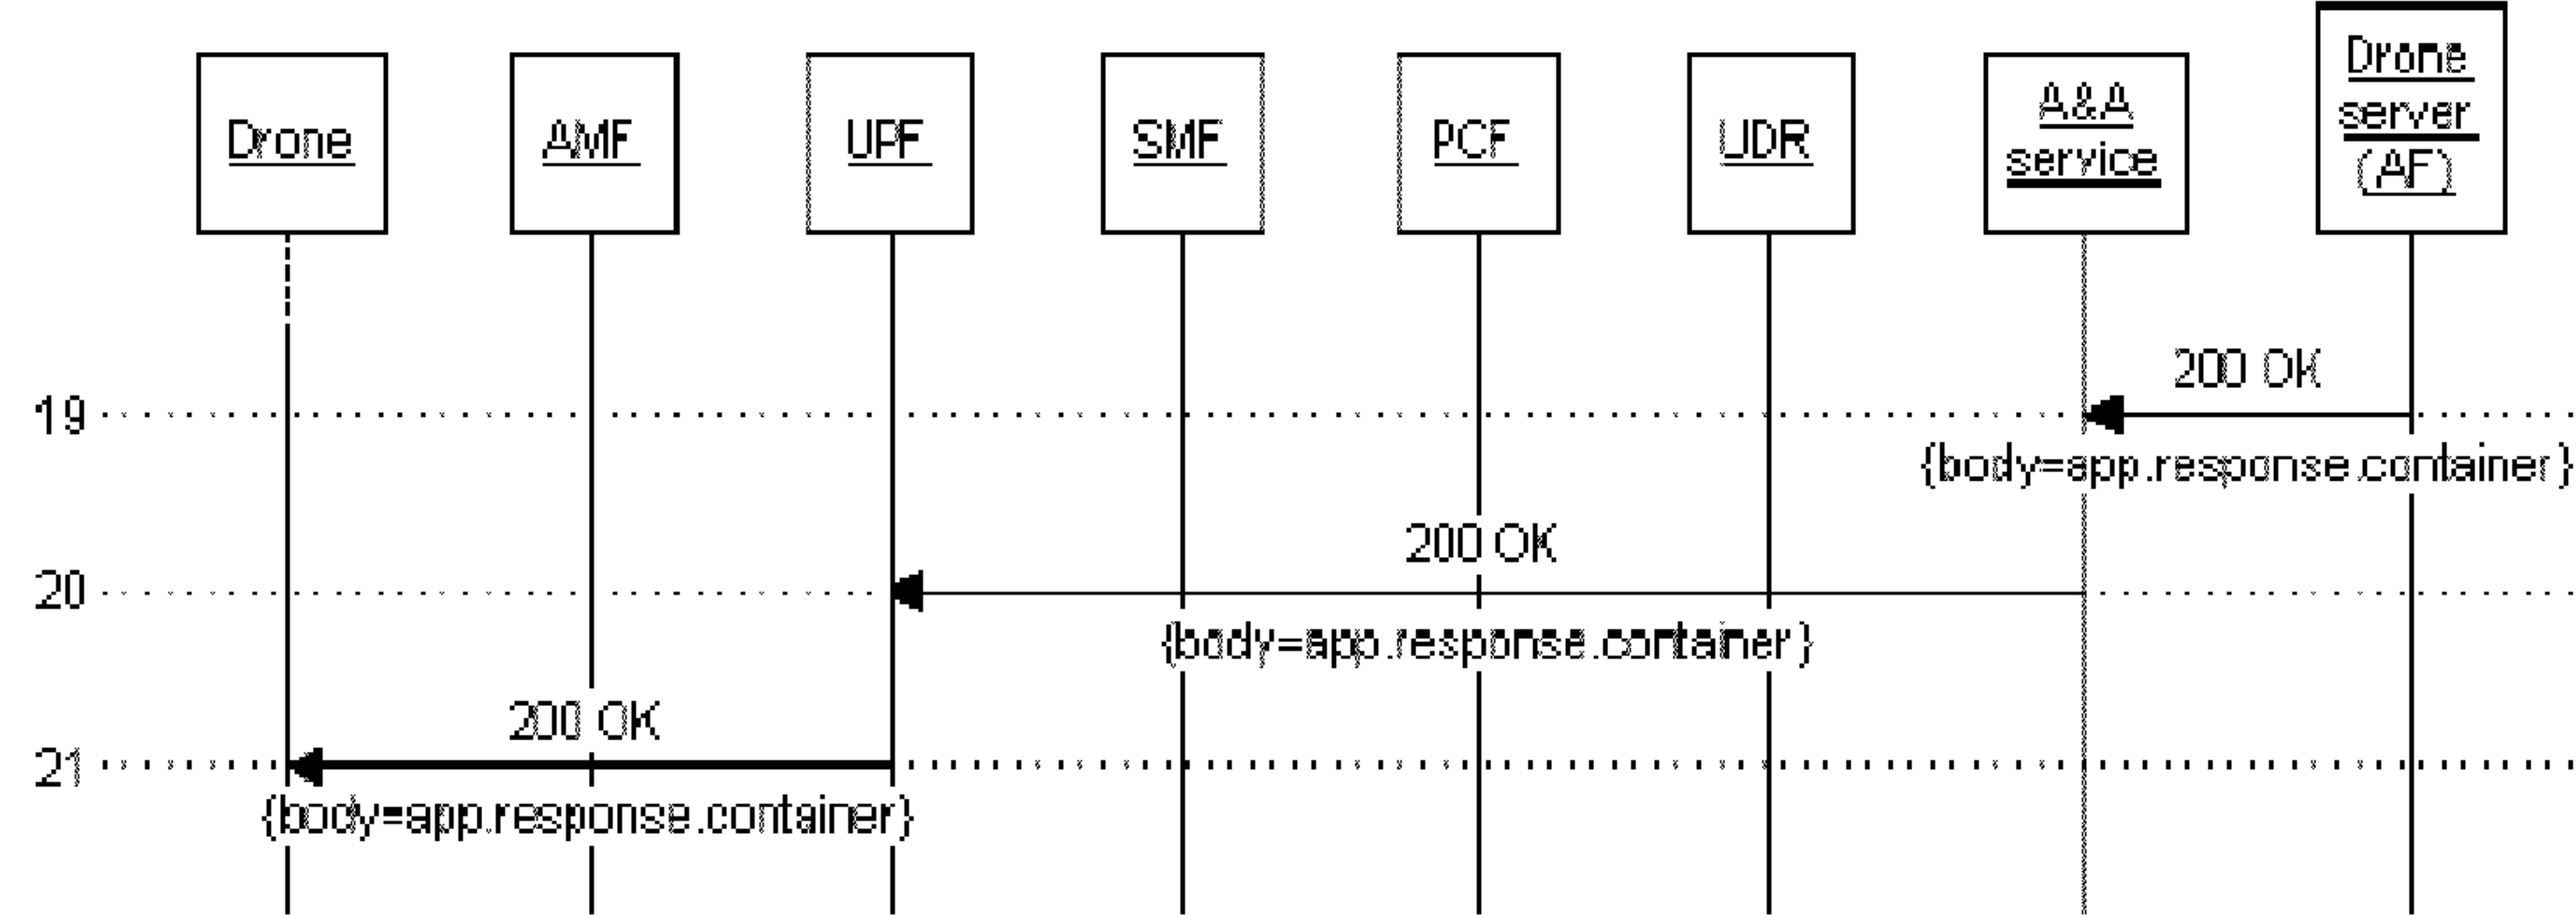 Drone
AMF
UPF
SMF
PCF
UDR
A&A
service
Drone
server
(AF)
19
200 OK
{body=app.response.container}
20
200 OK
{body=app.response.container}
21
200 OK
{body=app.response.container}